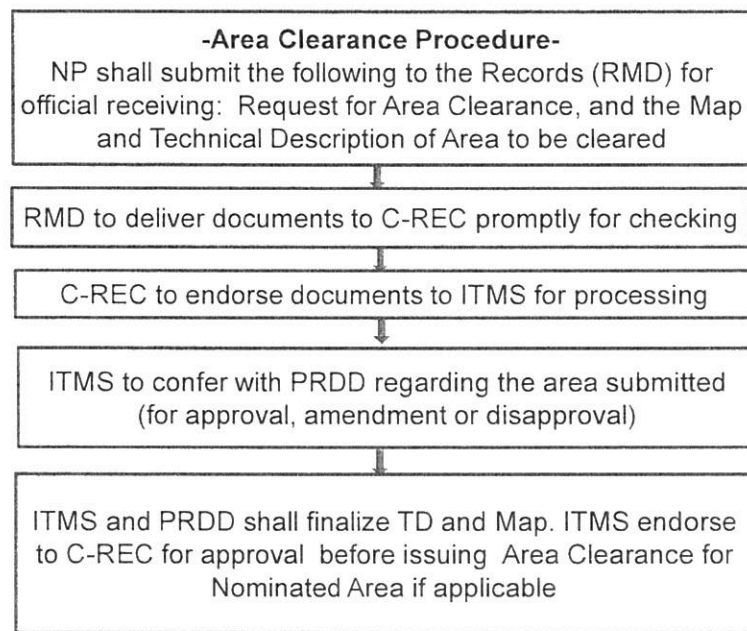 -Area Clearance Procedure-
NP shall submit the following to the Records (RMD) for
official receiving: Request for Area Clearance, and the Map
and Technical Description of Area to be cleared
RMD to deliver documents to C-REC promptly for checking
C-REC to endorse documents to ITMS for processing
ITMS to confer with PRDD regarding the area submitted
(for approval, amendment or disapproval)
ITMS and PRDD shall finalize TD and Map. ITMS endorse
to C-REC for approval before issuing Area Clearance for
Nominated Area if applicable